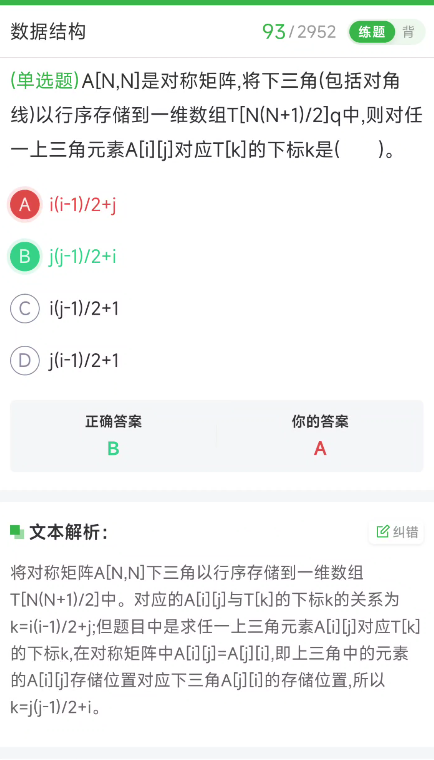 数据结构
93/2952
练题
背
(单选题)A[N,N]是对称矩阵,将下三角(包括对角
线)以行序存储到一维数组T[N(N+1)/2]q中,则对任
一上三角元素A[i][j]对应T[k]的下标k是( )。
A i(i-1)/2+j
B j(j-1)/2+i
C i(j-1)/2+1
D j(i-1)/2+1
正确答案
B
你的答案
A
文本解析：
纠错
将对称矩阵A[N,N]下三角以行序存储到一维数组
T[N(N+1)/2]中。对应的A[i][j]与T[k]的下标k的关系为
k=i(i-1)/2+j;但题目中是求任一上三角元素A[i][j]对应T[k]
的下标k,在对称矩阵中A[i][j]=A[j][i],即上三角中的元素
的A[i][j]存储位置对应下三角A[j][i]的存储位置,所以
k=j(j-1)/2+i。